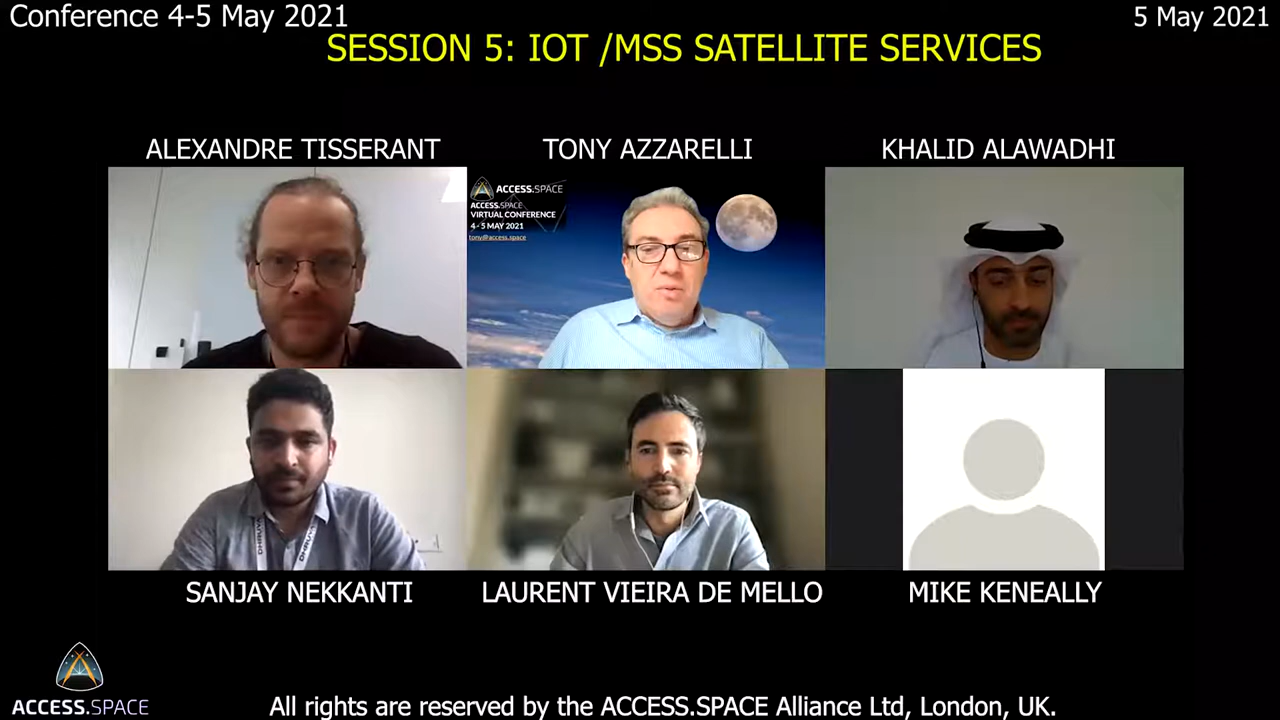 Conference 4-5 May 2021
5 May 2021
SESSION 5: IOT /MSS SATELLITE SERVICES
ALEXANDRE TISSERANT
TONY AZZARELLI
KHALID ALAWADHI
ACCESS.SPACE
ACCESS.SPACE
VIRTUAL CONFERENCE
4 - 5 MAY 2021
tony@access.space
DHRUVA
SANJAY NEKKANTI
LAURENT VIEIRA DE MELLO
MIKE KENEALLY
ACCESS.SPACE
All rights are reserved by the ACCESS.SPACE Alliance Ltd, London, UK.